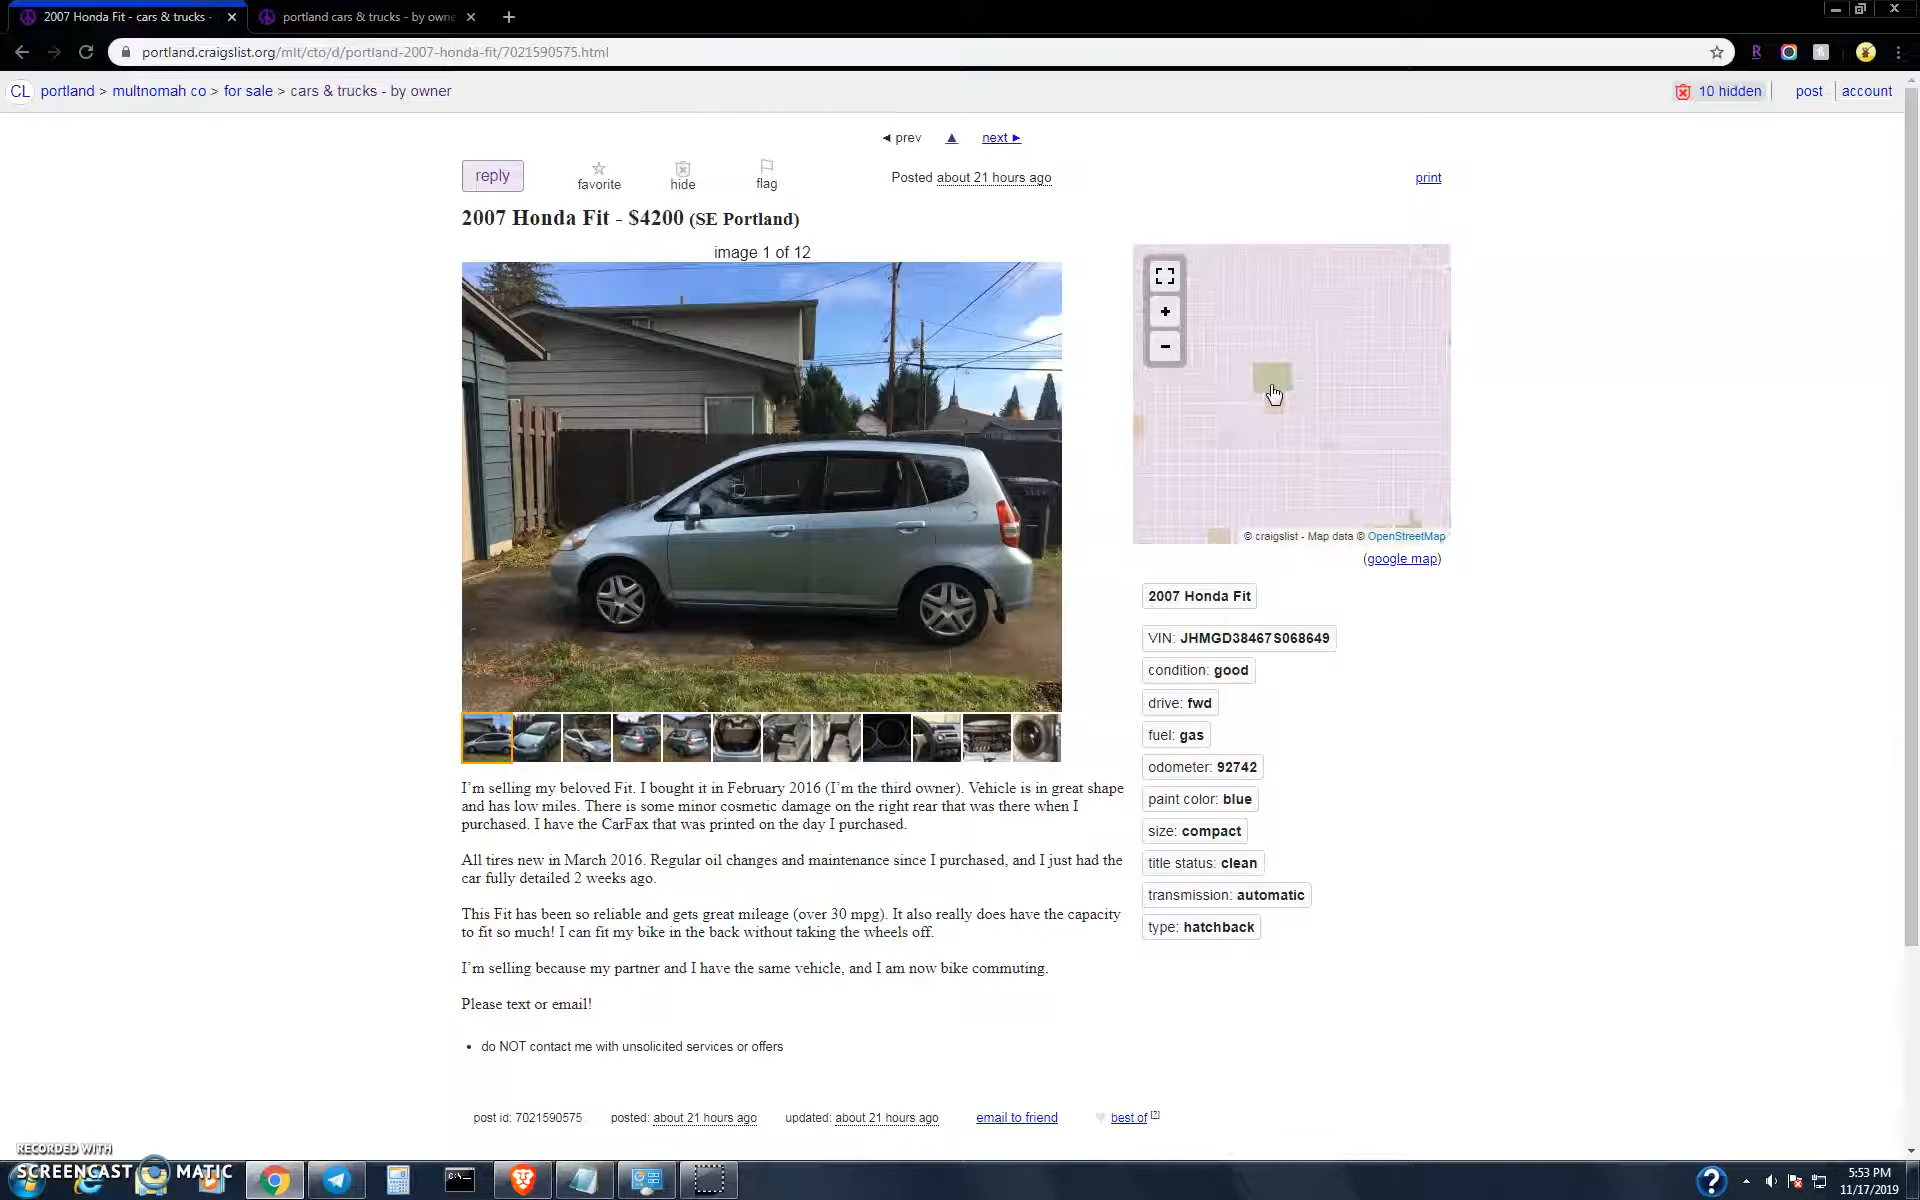 2007 Honda Fit - cars & trucks -
portland cars & trucks - by owne
portland.craigslist.org/mlt/cto/d/portland-2007-honda-fit/7021590575.html
CL portland > multnomah co > for sale > cars & trucks - by owner
10 hidden post account
◄ prev ▲ next ►
reply favorite hide flag Posted about 21 hours ago print
2007 Honda Fit - $4200 (SE Portland)
image 1 of 12
+
−
© craigslist - Map data © OpenStreetMap
(google map)
2007 Honda Fit
VIN: JHMGD38467S068649
condition: good
drive: fwd
fuel: gas
odometer: 92742
paint color: blue
size: compact
title status: clean
transmission: automatic
type: hatchback
I'm selling my beloved Fit. I bought it in February 2016 (I'm the third owner). Vehicle is in great shape
and has low miles. There is some minor cosmetic damage on the right rear that was there when I
purchased. I have the CarFax that was printed on the day I purchased.
All tires new in March 2016. Regular oil changes and maintenance since I purchased, and I just had the
car fully detailed 2 weeks ago.
This Fit has been so reliable and gets great mileage (over 30 mpg). It also really does have the capacity
to fit so much! I can fit my bike in the back without taking the wheels off.
I'm selling because my partner and I have the same vehicle, and I am now bike commuting.
Please text or email!
• do NOT contact me with unsolicited services or offers
post id: 7021590575 posted: about 21 hours ago updated: about 21 hours ago email to friend best of [?]
RECORDED WITH
SCREENCAST MATIC
5:53 PM
11/17/2019